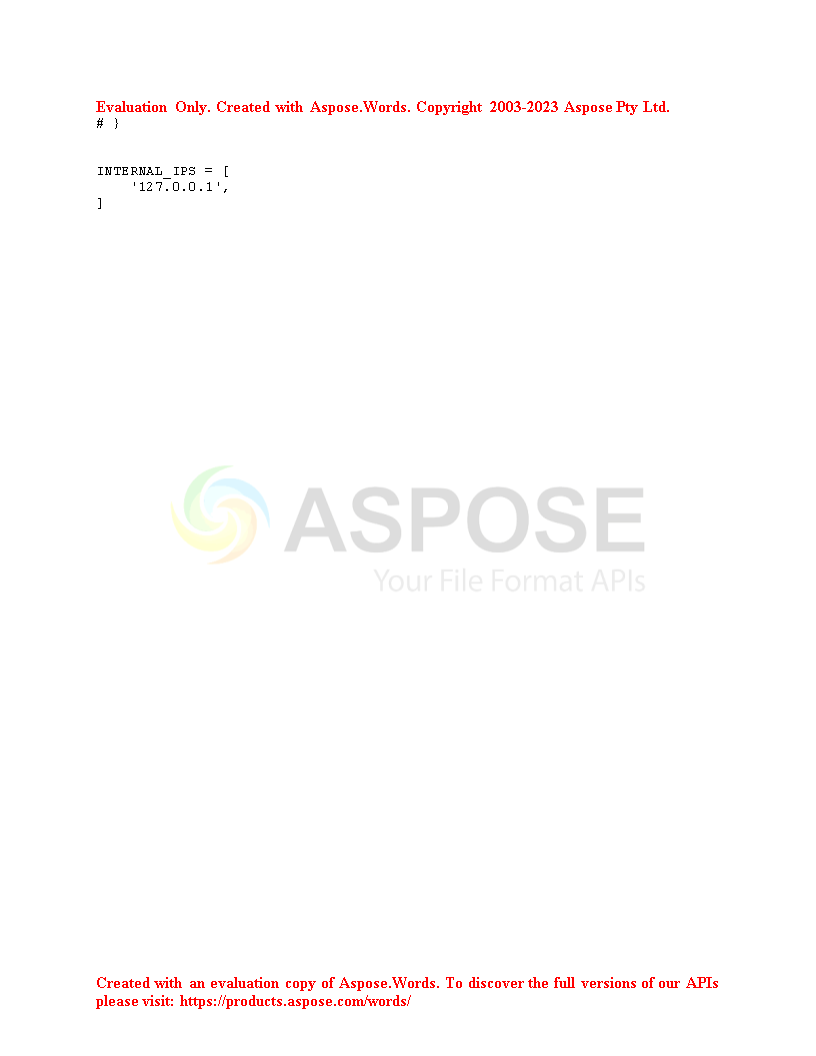 Evaluation Only. Created with Aspose.Words. Copyright 2003-2023 Aspose Pty Ltd.
# }
INTERNAL_IPS = [
    '127.0.0.1',
]
ASPOSE
Your File Format APIs
Created with an evaluation copy of Aspose.Words. To discover the full versions of our APIs
please visit: https://products.aspose.com/words/